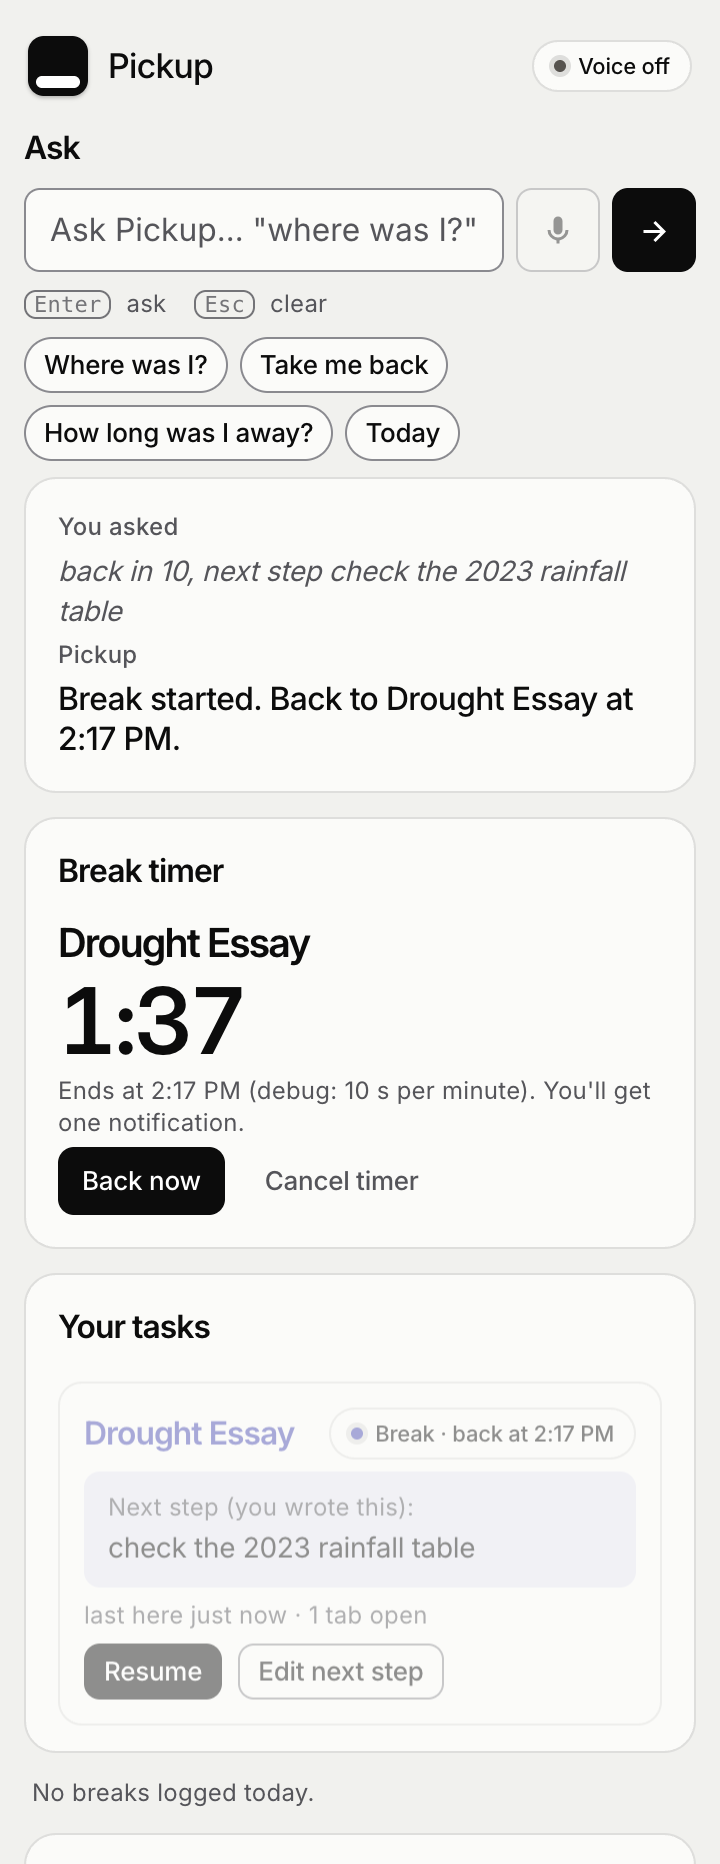 Pickup
Voice off
Ask
Ask Pickup... "where was I?"
Enter ask Esc clear
Where was I? Take me back
How long was I away? Today
You asked
back in 10, next step check the 2023 rainfall
table
Pickup
Break started. Back to Drought Essay at
2:17 PM.
Break timer
Drought Essay
1:37
Ends at 2:17 PM (debug: 10 s per minute). You'll get
one notification.
Back now Cancel timer
Your tasks
Drought Essay Break · back at 2:17 PM
Next step (you wrote this):
check the 2023 rainfall table
last here just now · 1 tab open
Resume Edit next step
No breaks logged today.